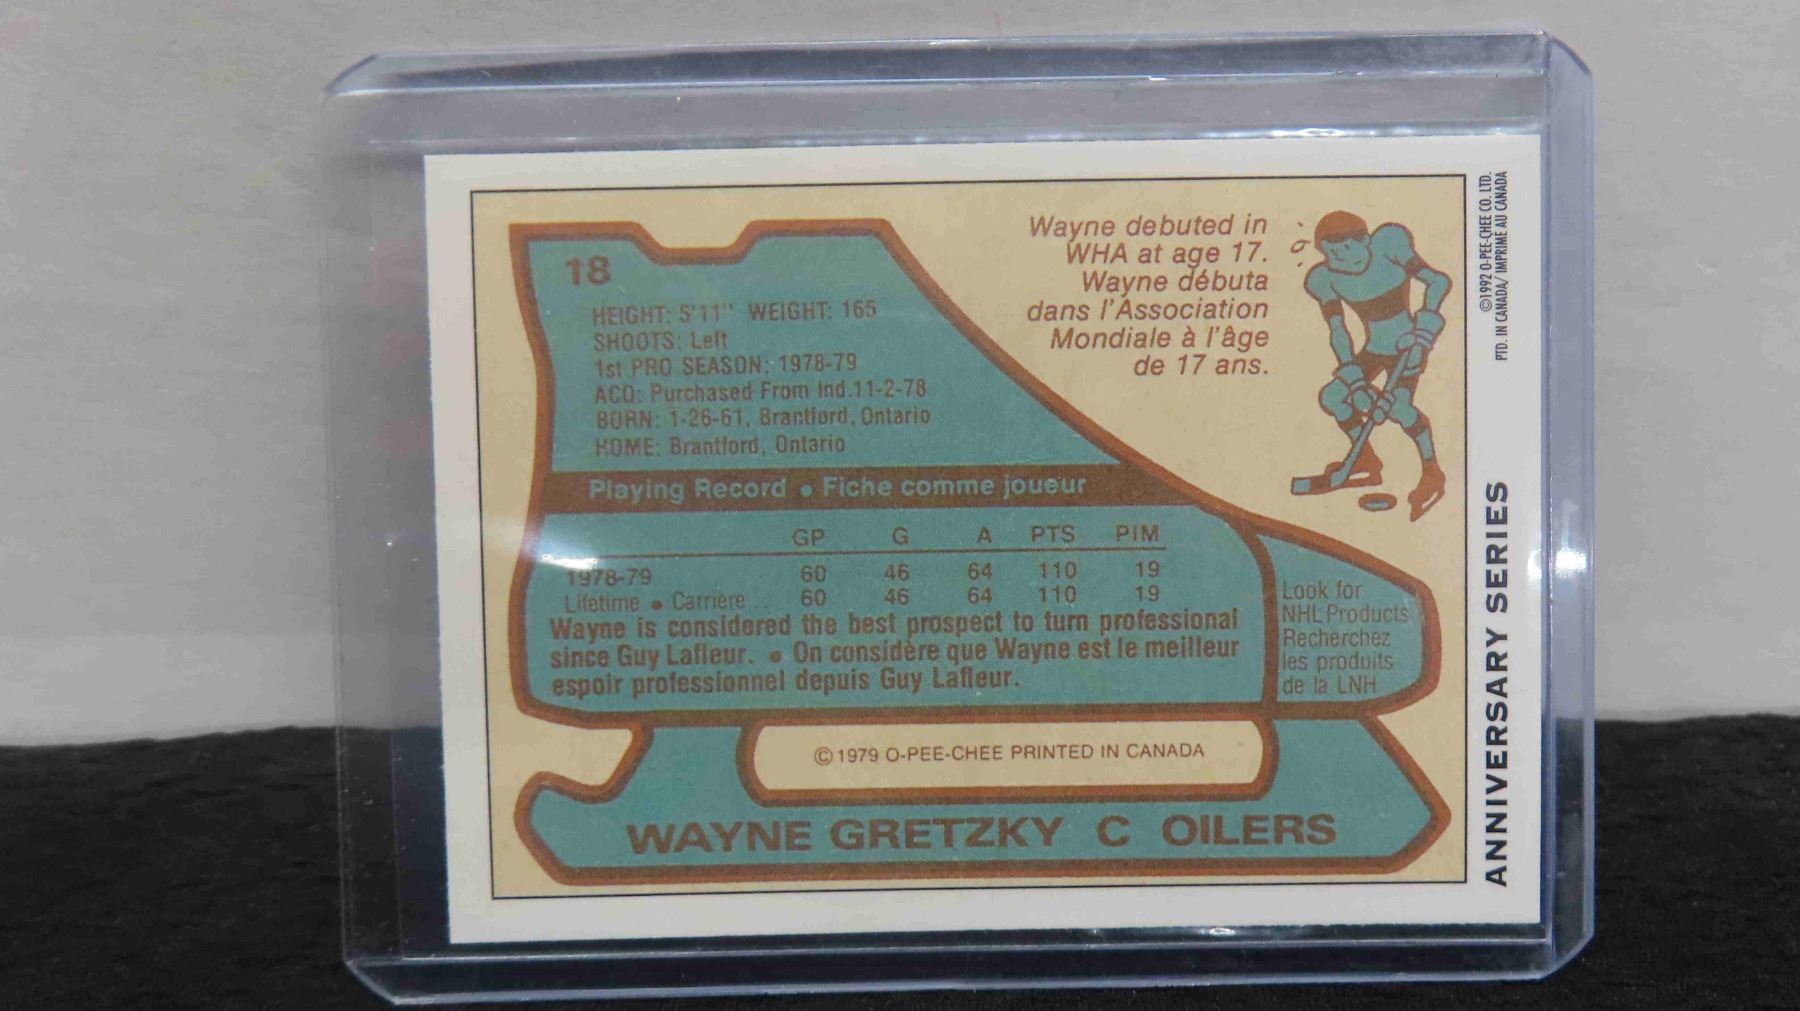 18
HEIGHT: 5'11" WEIGHT: 165
SHOOTS: Left
1st PRO SEASON: 1978-79
ACQ: Purchased From Ind.11-2-78
BORN: 1-26-61, Brantford, Ontario
HOME: Brantford, Ontario
Wayne debuted in
WHA at age 17.
Wayne débuta
dans l'Association
Mondiale à l'âge
de 17 ans.
Playing Record • Fiche comme joueur
GP G A PTS PIM
1978-79 60 46 64 110 19
Lifetime • Carrière 60 46 64 110 19
Wayne is considered the best prospect to turn professional
since Guy Lafleur. • On considère que Wayne est le meilleur
espoir professionnel depuis Guy Lafleur.
Look for
NHL Products
Recherchez
les produits
de la LNH
© 1979 O-PEE-CHEE PRINTED IN CANADA
WAYNE GRETZKY C OILERS
©1992 O-PEE-CHEE CO. LTD.
PTD. IN CANADA/ IMPRIMÉ AU CANADA
ANNIVERSARY SERIES